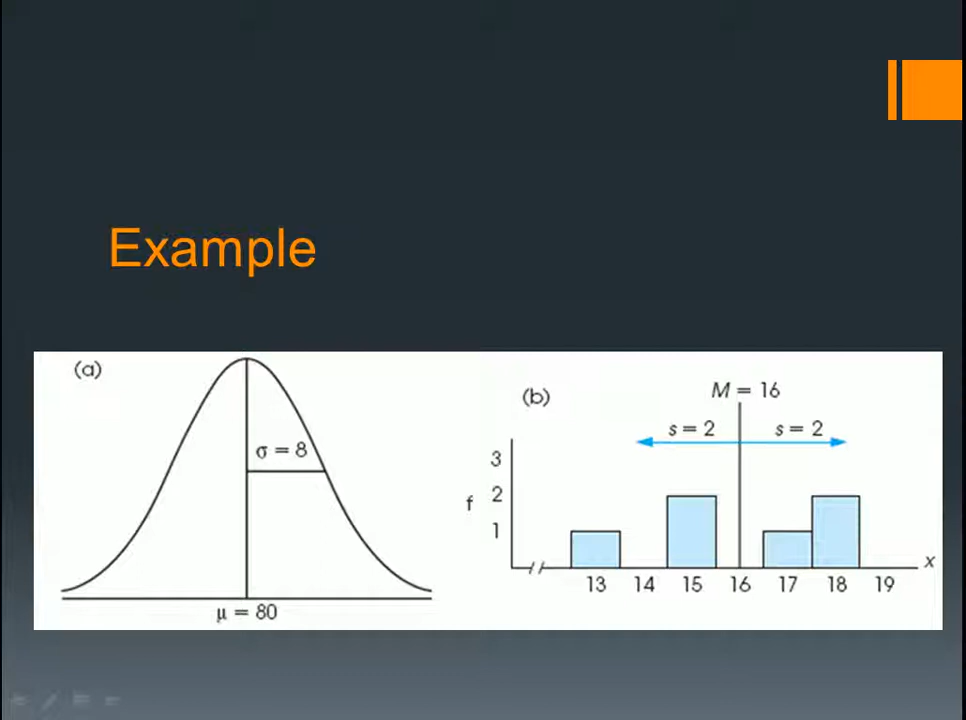 Example
(a)
σ = 8
μ = 80
(b)
M = 16
s = 2 s = 2
3
2
f
1
13 14 15 16 17 18 19
x